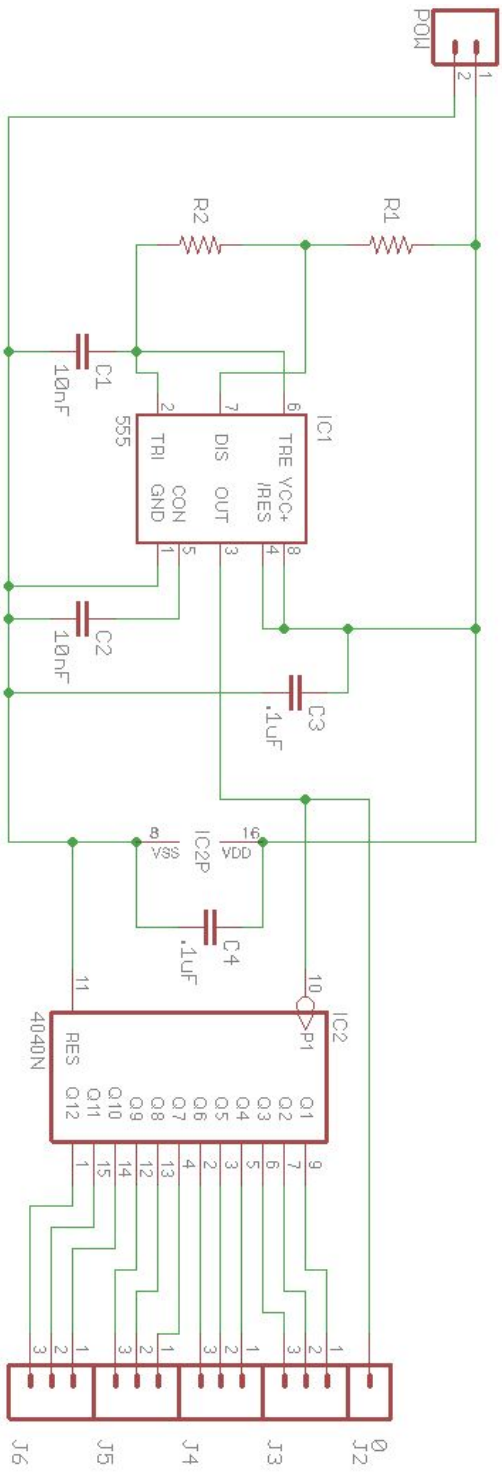 POW
1
2
R1
R2
C1
10nF
IC1
555
6
7
2
TRE
DIS
TRI
VCC+
/RES
OUT
CON
GND
8
4
3
5
1
C2
10nF
C3
.1uF
IC2P
16
VDD
8
VSS
C4
.1uF
IC2
4040N
10
P1
11
RES
Q1
Q2
Q3
Q4
Q5
Q6
Q7
Q8
Q9
Q10
Q11
Q12
9
7
6
5
3
2
4
13
12
14
15
1
0
J2
1
2
3
J3
1
2
3
J4
1
2
3
J5
1
2
3
J6